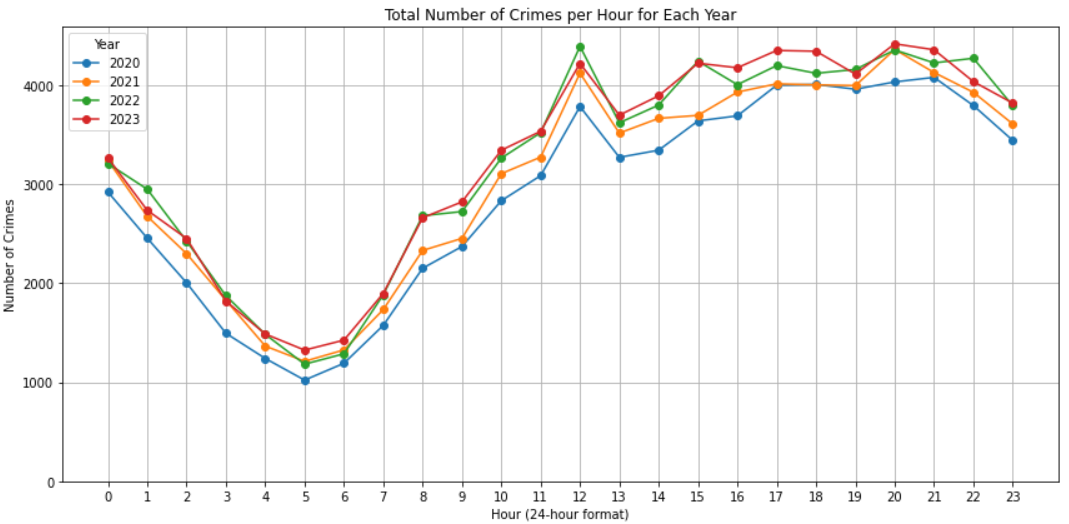 Total Number of Crimes per Hour for Each Year
Year
2020
2021
2022
2023
Number of Crimes
4000
3000
2000
1000
0
0 1 2 3 4 5 6 7 8 9 10 11 12 13 14 15 16 17 18 19 20 21 22 23
Hour (24-hour format)